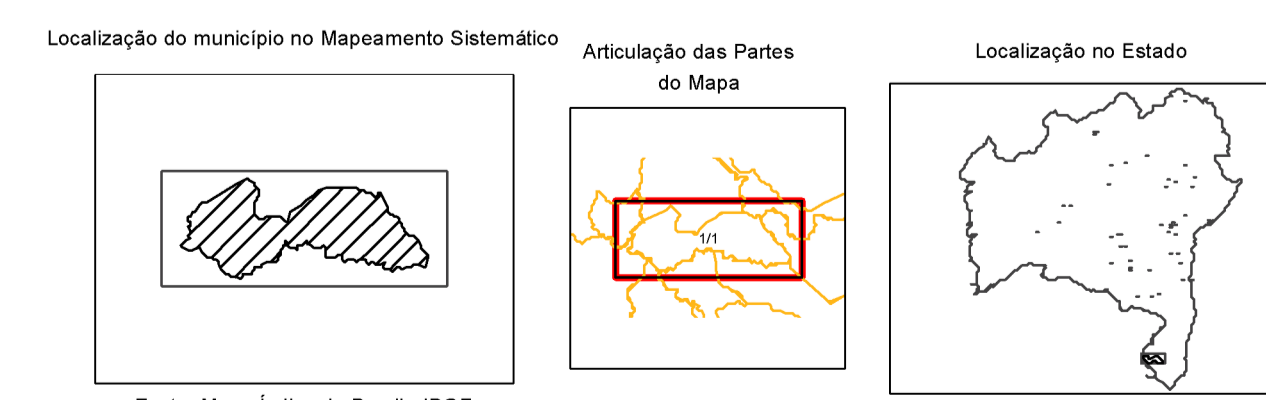 Localização do município no Mapeamento Sistemático
Articulação das Partes
do Mapa
Localização no Estado
1/1